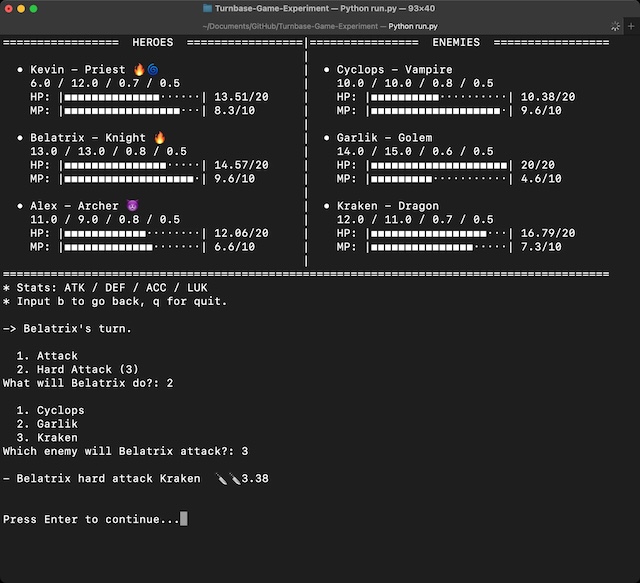 Turnbase-Game-Experiment — Python run.py — 93×40
~/Documents/GitHub/Turnbase-Game-Experiment — Python run.py
================= HEROES =================|================ ENEMIES =================
• Kevin - Priest 🔥🌀 | • Cyclops - Vampire
6.0 / 12.0 / 0.7 / 0.5 | 10.0 / 10.0 / 0.8 / 0.5
HP: |■■■■■■■■■■■■■■······| 13.51/20 | HP: |■■■■■■■■■■··········| 10.38/20
MP: |■■■■■■■■■■■■■■■■■···| 8.3/10 | MP: |■■■■■■■■■■■■■■■■■■■·| 9.6/10
• Belatrix - Knight 🔥 | • Garlik - Golem
13.0 / 13.0 / 0.8 / 0.5 | 14.0 / 15.0 / 0.6 / 0.5
HP: |■■■■■■■■■■■■■■■·····| 14.57/20 | HP: |■■■■■■■■■■■■■■■■■■■■| 20/20
MP: |■■■■■■■■■■■■■■■■■■■·| 9.6/10 | MP: |■■■■■■■■■···········| 4.6/10
• Alex - Archer 😈 | • Kraken - Dragon
11.0 / 9.0 / 0.8 / 0.5 | 12.0 / 11.0 / 0.7 / 0.5
HP: |■■■■■■■■■■■■········| 12.06/20 | HP: |■■■■■■■■■■■■■■■■■···| 16.79/20
MP: |■■■■■■■■■■■■■·······| 6.6/10 | MP: |■■■■■■■■■■■■■■■·····| 7.3/10
==========================================================================================
* Stats: ATK / DEF / ACC / LUK
* Input b to go back, q for quit.
-> Belatrix's turn.
1. Attack
2. Hard Attack (3)
What will Belatrix do?: 2
1. Cyclops
2. Garlik
3. Kraken
Which enemy will Belatrix attack?: 3
- Belatrix hard attack Kraken 🔪🔪3.38
Press Enter to continue...